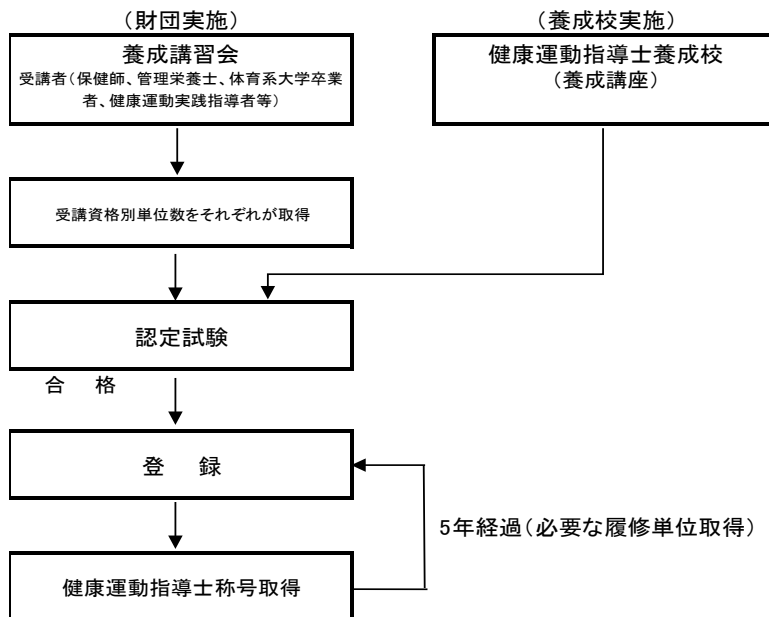 （財団実施）
養成講習会
受講者（保健師、管理栄養士、体育系大学卒業
者、健康運動実践指導者等）
（養成校実施）
健康運動指導士養成校
（養成講座）
受講資格別単位数をそれぞれが取得
認定試験
合　格
登　録
5年経過（必要な履修単位取得）
健康運動指導士称号取得